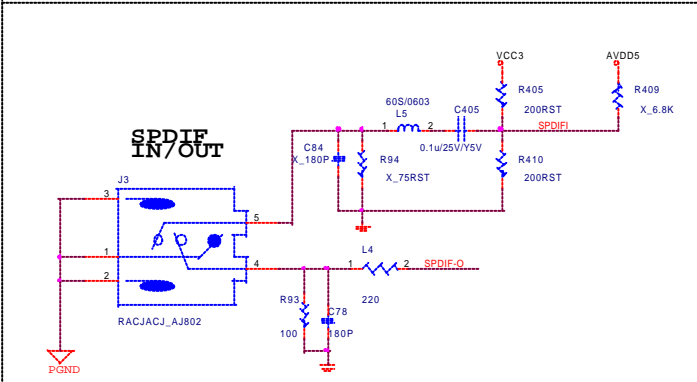 VCC3
AVDD5
R405
200RST
R409
X_6.8K
60S/0603
L5
C405
1
2
0.1u/25V/Y5V
SPDIFI
SPDIF
IN/OUT
C84
X_180P
R94
X_75RST
R410
200RST
J3
3
5
1
4
2
L4
1
2
SPDIF-O
220
R93
100
C78
180P
RACJACJ_AJ802
PGND